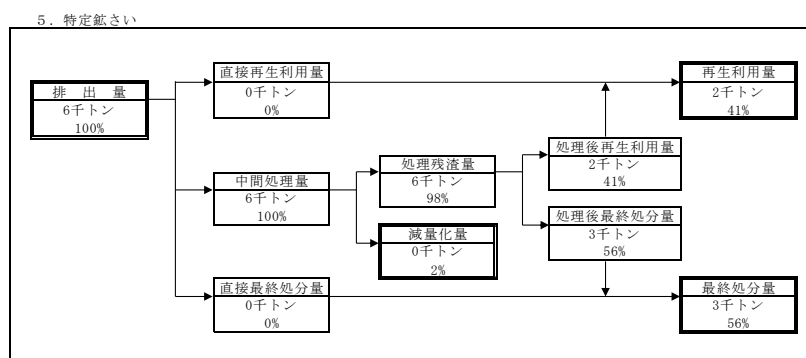 5. 特定鉱さい
排 出 量
6千トン
100%
直接再生利用量
0千トン
0%
再生利用量
2千トン
41%
中間処理量
6千トン
100%
処理残渣量
6千トン
98%
処理後再生利用量
2千トン
41%
減量化量
0千トン
2%
処理後最終処分量
3千トン
56%
直接最終処分量
0千トン
0%
最終処分量
3千トン
56%